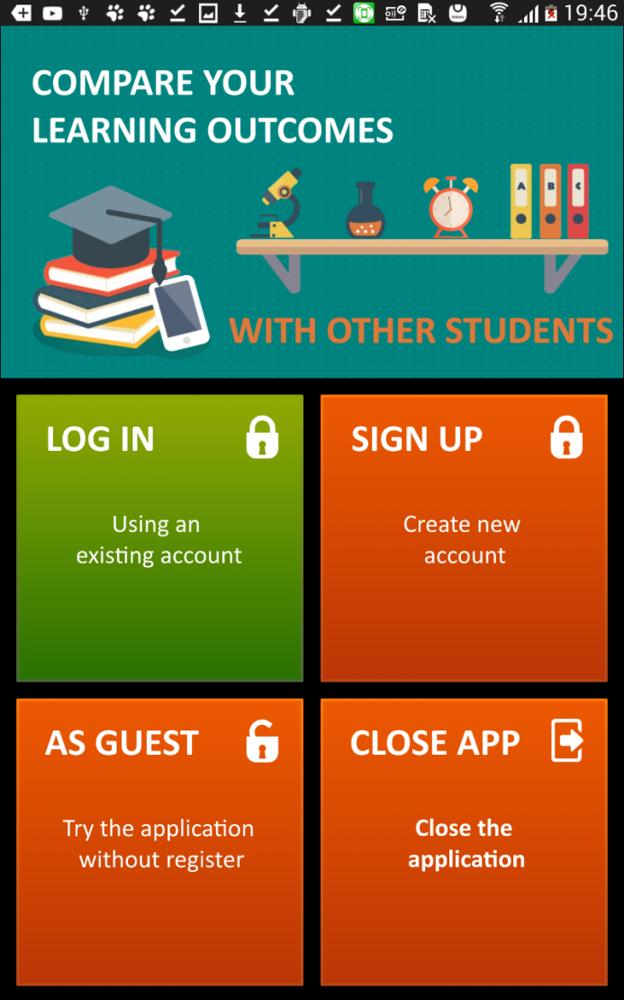 19:46
COMPARE YOUR
LEARNING OUTCOMES
A B C
WITH OTHER STUDENTS
LOG IN
Using an
existing account
SIGN UP
Create new
account
AS GUEST
Try the application
without register
CLOSE APP
Close the
application